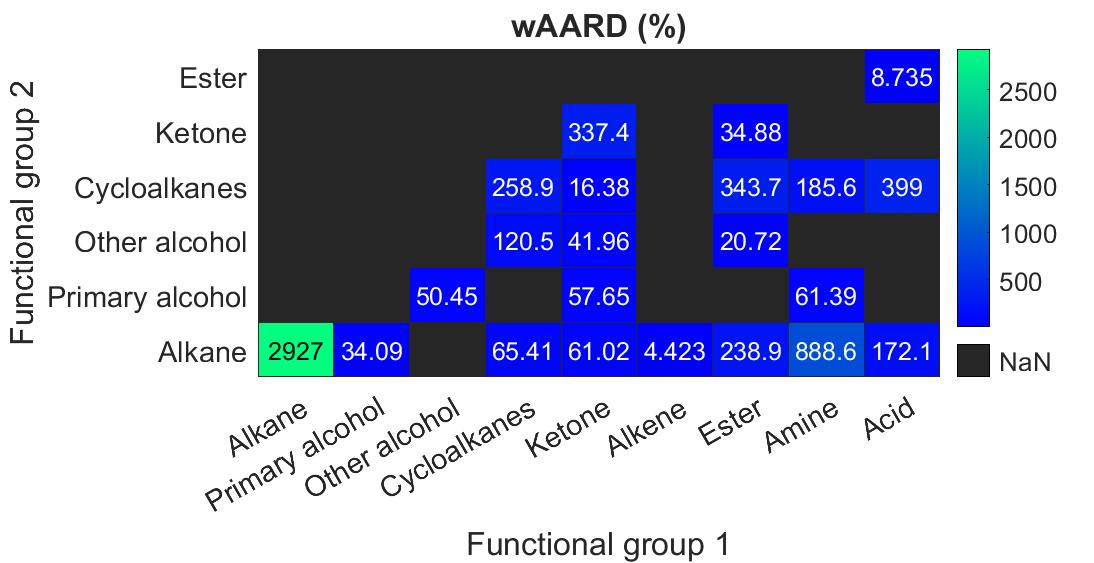 wAARD (%)
Functional group 2
Ester 8.735
Ketone 337.4 34.88
Cycloalkanes 258.9 16.38 343.7 185.6 399
Other alcohol 120.5 41.96 20.72
Primary alcohol 50.45 57.65 61.39
Alkane 2927 34.09 65.41 61.02 4.423 238.9 888.6 172.1
Alkane Primary alcohol Other alcohol Cycloalkanes Ketone Alkene Ester Amine Acid
Functional group 1
2500
2000
1500
1000
500
NaN